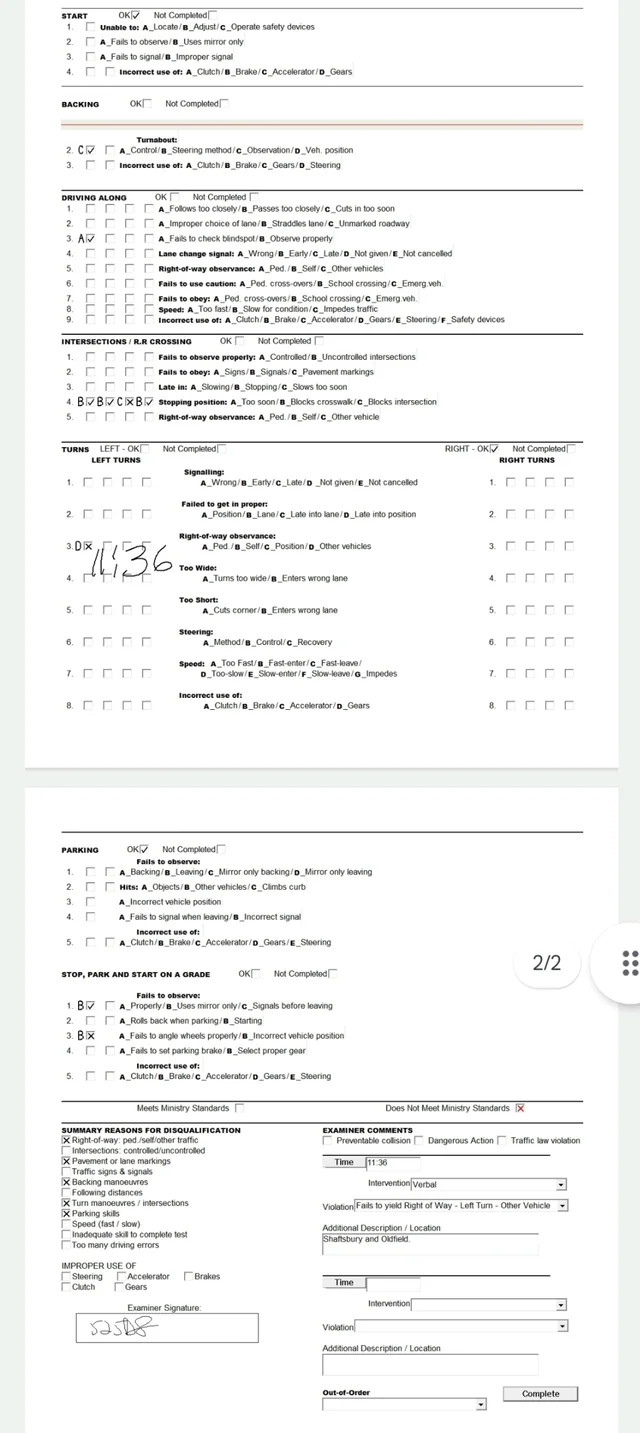 START OK☑ Not Completed☐
1. ☐ Unable to: A_Locate/B_Adjust/C_Operate safety devices
2. ☐ A_Fails to observe/B_Uses mirror only
3. ☐ A_Fails to signal/B_Improper signal
4. ☐ ☐ Incorrect use of: A_Clutch/B_Brake/C_Accelerator/D_Gears
BACKING OK☐ Not Completed☐
Turnabout:
2. C☑ ☐ A_Control/B_Steering method/C_Observation/D_Veh. position
3. ☐ ☐ Incorrect use of: A_Clutch/B_Brake/C_Gears/D_Steering
DRIVING ALONG OK☐ Not Completed☐
1. ☐ ☐ ☐ ☐ A_Follows too closely/B_Passes too closely/C_Cuts in too soon
2. ☐ ☐ ☐ ☐ A_Improper choice of lane/B_Straddles lane/C_Unmarked roadway
3. A☑ ☐ ☐ ☐ A_Fails to check blindspot/B_Observe properly
4. ☐ ☐ ☐ ☐ Lane change signal: A_Wrong/B_Early/C_Late/D_Not given/E_Not cancelled
5. ☐ ☐ ☐ ☐ Right-of-way observance: A_Ped./B_Self/C_Other vehicles
6. ☐ ☐ ☐ ☐ Fails to use caution: A_Ped. cross-overs/B_School crossing/C_Emerg.veh.
7. ☐ ☐ ☐ ☐ Fails to obey: A_Ped. cross-overs/B_School crossing/C_Emerg.veh.
8. ☐ ☐ ☐ ☐ Speed: A_Too fast/B_Slow for condition/C_Impedes traffic
9. ☐ ☐ ☐ ☐ Incorrect use of: A_Clutch/B_Brake/C_Accelerator/D_Gears/E_Steering/F_Safety devices
INTERSECTIONS / R.R CROSSING OK☐ Not Completed☐
1. ☐ ☐ ☐ ☐ Fails to observe properly: A_Controlled/B_Uncontrolled intersections
2. ☐ ☐ ☐ ☐ Fails to obey: A_Signs/B_Signals/C_Pavement markings
3. ☐ ☐ ☐ ☐ Late in: A_Slowing/B_Stopping/C_Slows too soon
4. B☑ B☑ C☒ B☑ Stopping position: A_Too soon/B_Blocks crosswalk/C_Blocks intersection
5. ☐ ☐ ☐ ☐ Right-of-way observance: A_Ped./B_Self/C_Other vehicle
TURNS LEFT - OK☐ Not Completed☐ RIGHT - OK☑ Not Completed☐
LEFT TURNS RIGHT TURNS
Signalling:
1. ☐ ☐ ☐ ☐ A_Wrong/B_Early/C_Late/D _Not given/E_Not cancelled 1. ☐ ☐ ☐ ☐
Failed to get in proper:
2. ☐ ☐ ☐ ☐ A_Position/B_Lane/C_Late into lane/D_Late into position 2. ☐ ☐ ☐ ☐
Right-of-way observance:
3. D☒ ☐ ☐ ☐ A_Ped./B_Self/C_Position/D_Other vehicles 3. ☐ ☐ ☐ ☐
11:36
Too Wide:
4. ☐ ☐ ☐ ☐ A_Turns too wide/B_Enters wrong lane 4. ☐ ☐ ☐ ☐
Too Short:
5. ☐ ☐ ☐ ☐ A_Cuts corner/B_Enters wrong lane 5. ☐ ☐ ☐ ☐
Steering:
6. ☐ ☐ ☐ ☐ A_Method/B_Control/C_Recovery 6. ☐ ☐ ☐ ☐
Speed: A_Too Fast/B_Fast-enter/C_Fast-leave/
7. ☐ ☐ ☐ ☐ D_Too-slow/E_Slow-enter/F_Slow-leave/G_Impedes 7. ☐ ☐ ☐ ☐
Incorrect use of:
8. ☐ ☐ ☐ ☐ A_Clutch/B_Brake/C_Accelerator/D_Gears 8. ☐ ☐ ☐ ☐
PARKING OK☑ Not Completed☐
Fails to observe:
1. ☐ ☐ A_Backing/B_Leaving/C_Mirror only backing/D_Mirror only leaving
2. ☐ ☐ Hits: A_Objects/B_Other vehicles/C_Climbs curb
3. ☐ A_Incorrect vehicle position
4. ☐ A_Fails to signal when leaving/B_Incorrect signal
Incorrect use of:
5. ☐ ☐ A_Clutch/B_Brake/C_Accelerator/D_Gears/E_Steering
2/2
STOP, PARK AND START ON A GRADE OK☐ Not Completed☐
Fails to observe:
1. B☑ ☐ A_Properly/B_Uses mirror only/C_Signals before leaving
2. ☐ ☐ A_Rolls back when parking/B_Starting
3. B☒ A_Fails to angle wheels properly/B_Incorrect vehicle position
4. ☐ ☐ A_Fails to set parking brake/B_Select proper gear
Incorrect use of:
5. ☐ ☐ A_Clutch/B_Brake/C_Accelerator/D_Gears/E_Steering
Meets Ministry Standards ☐ Does Not Meet Ministry Standards ☒
SUMMARY REASONS FOR DISQUALIFICATION
☒ Right-of-way: ped./self/other traffic
☐ Intersections: controlled/uncontrolled
☒ Pavement or lane markings
☐ Traffic signs & signals
☒ Backing manoeuvres
☐ Following distances
☒ Turn manoeuvres / intersections
☒ Parking skills
☐ Speed (fast / slow)
☐ Inadequate skill to complete test
☐ Too many driving errors
IMPROPER USE OF
☐ Steering ☐ Accelerator ☐ Brakes
☐ Clutch ☐ Gears
Examiner Signature:
EXAMINER COMMENTS
☐ Preventable collision ☐ Dangerous Action ☐ Traffic law violation
Time 11:36
Intervention Verbal
Violation Fails to yield Right of Way - Left Turn - Other Vehicle
Additional Description / Location
Shaftsbury and Oldfield.
Time
Intervention
Violation
Additional Description / Location
Out-of-Order
Complete